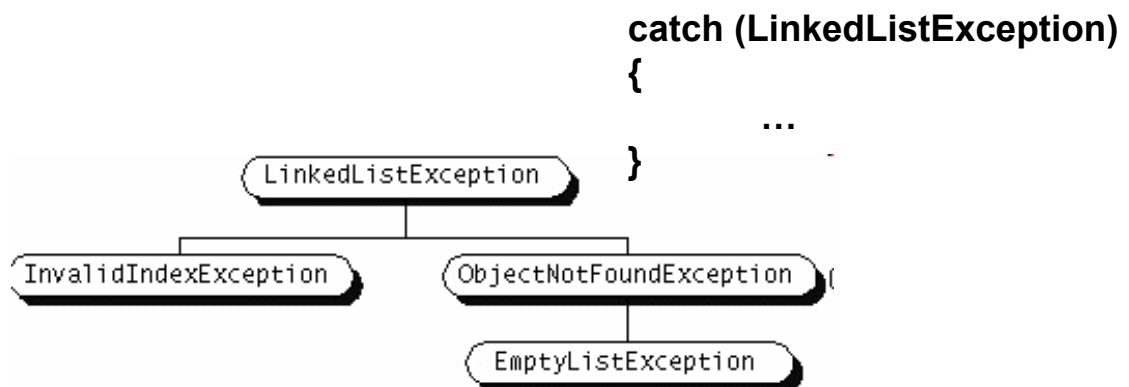 catch (LinkedListException)
{
…
}
LinkedListException
InvalidIndexException
ObjectNotFoundException
EmptyListException